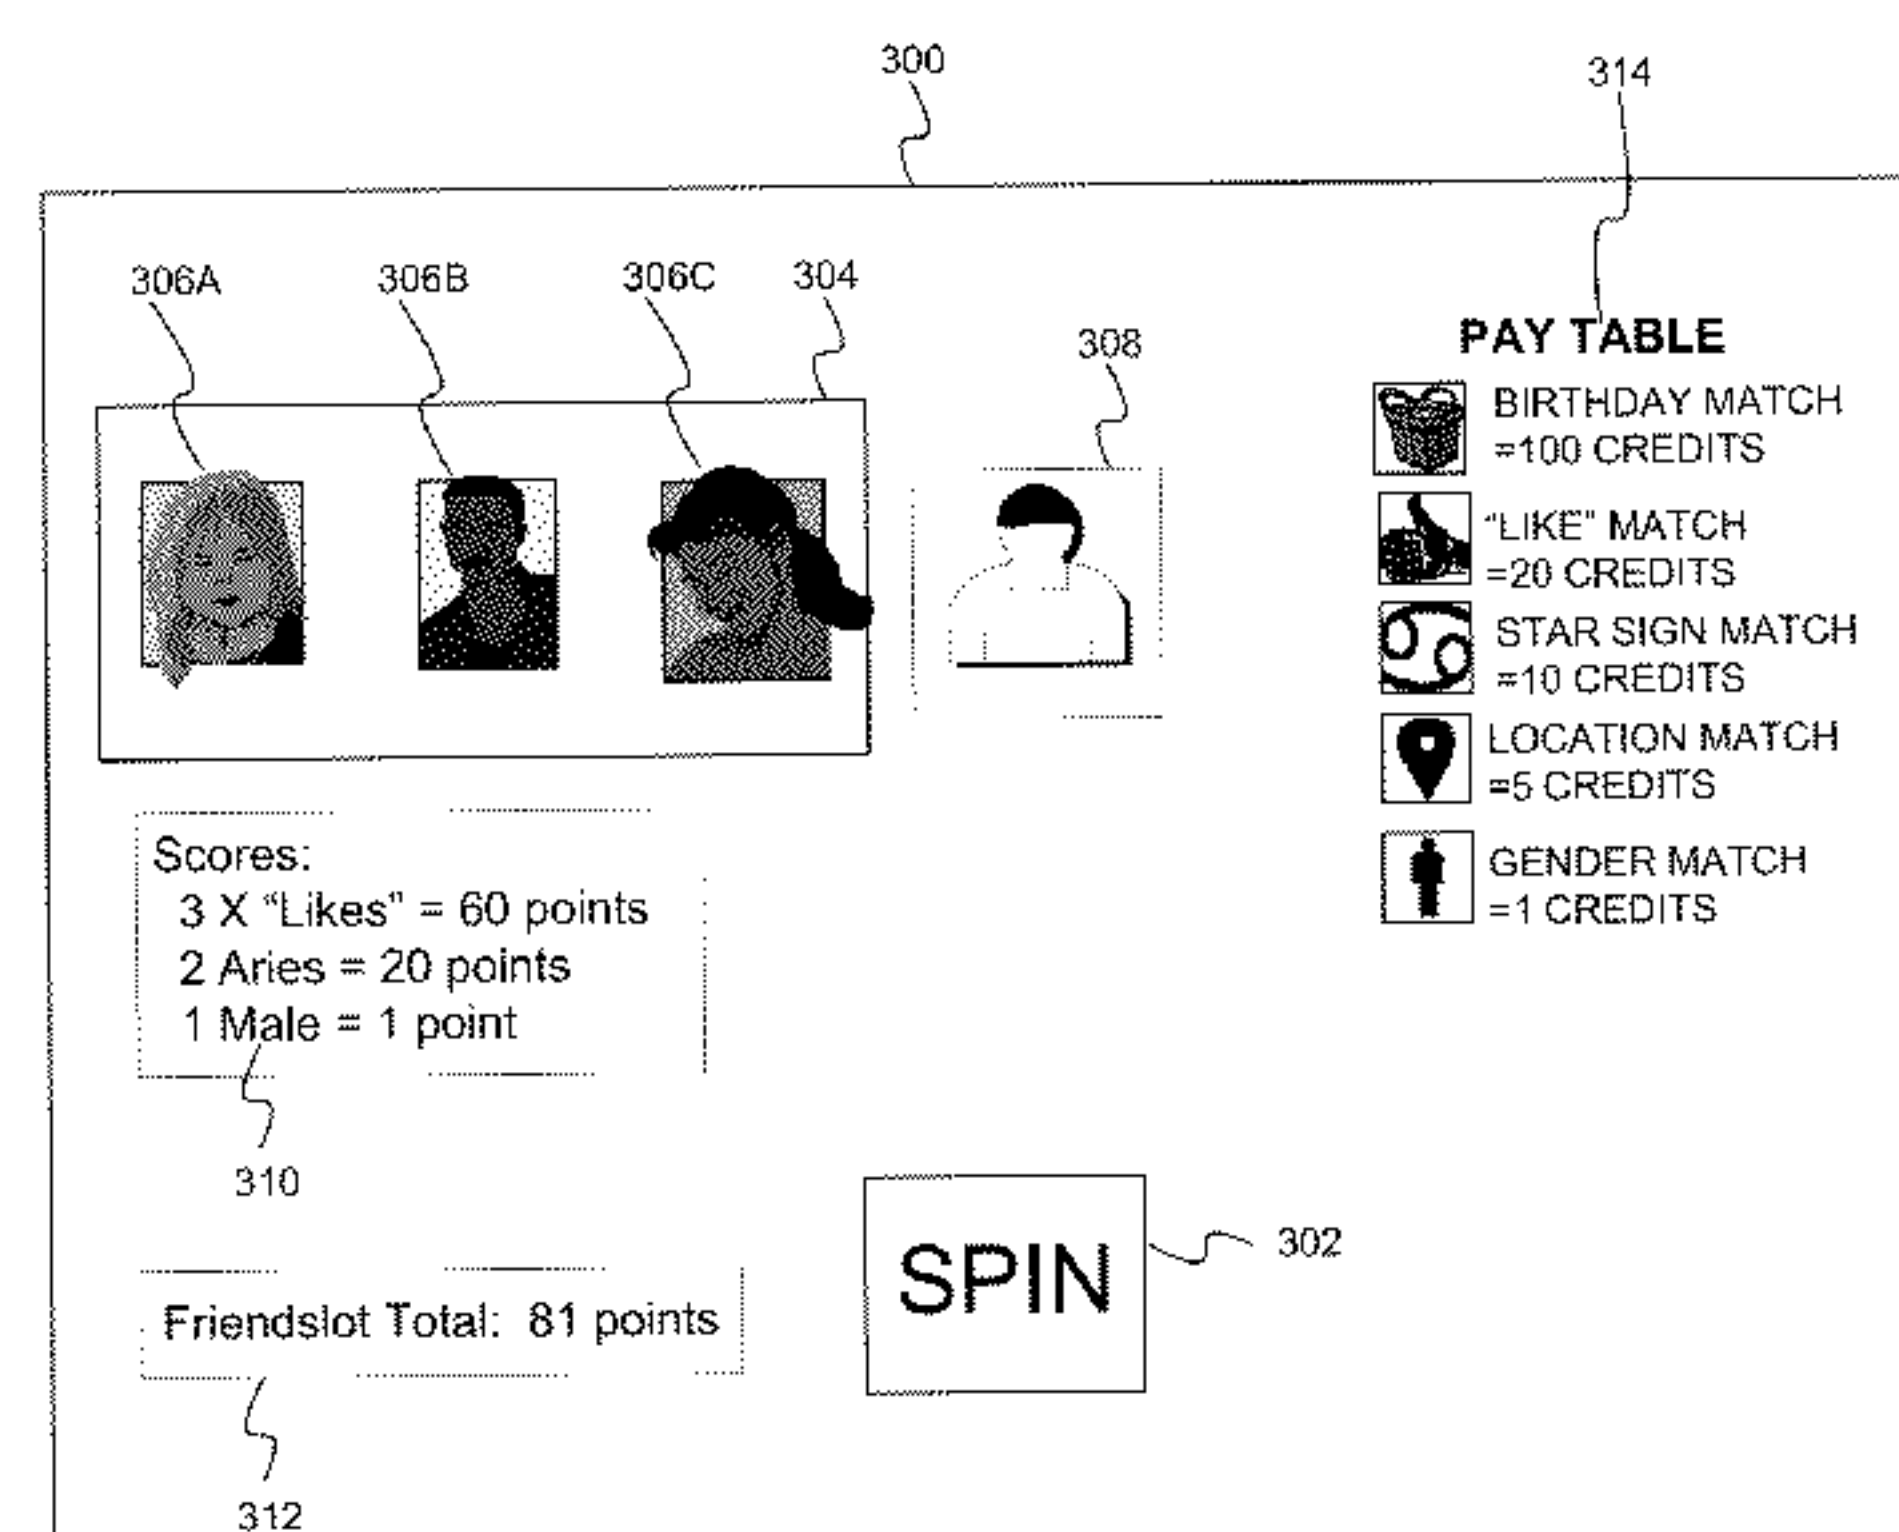 300
314
306A
306B
306C
304
308
PAY TABLE
BIRTHDAY MATCH
=100 CREDITS
“LIKE” MATCH
=20 CREDITS
STAR SIGN MATCH
=10 CREDITS
LOCATION MATCH
=5 CREDITS
GENDER MATCH
=1 CREDITS
Scores:
3 X “Likes” = 60 points
2 Aries = 20 points
1 Male = 1 point
310
SPIN
302
Friendslot Total: 81 points
312